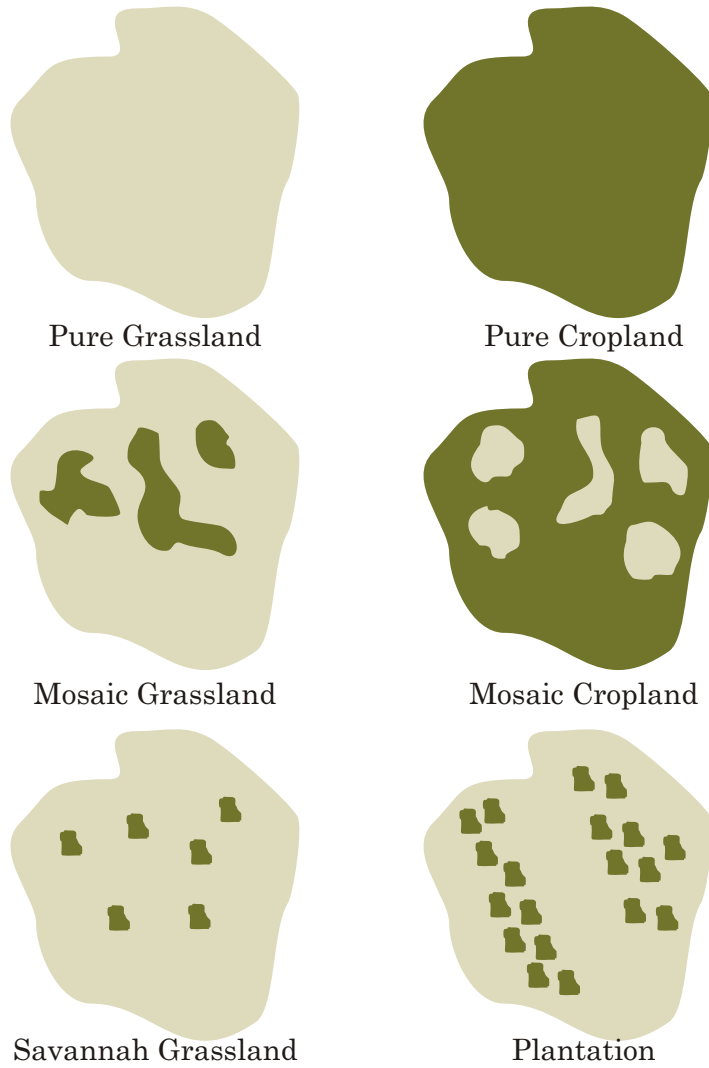 Pure Grassland
Pure Cropland
Mosaic Grassland
Mosaic Cropland
Savannah Grassland
Plantation